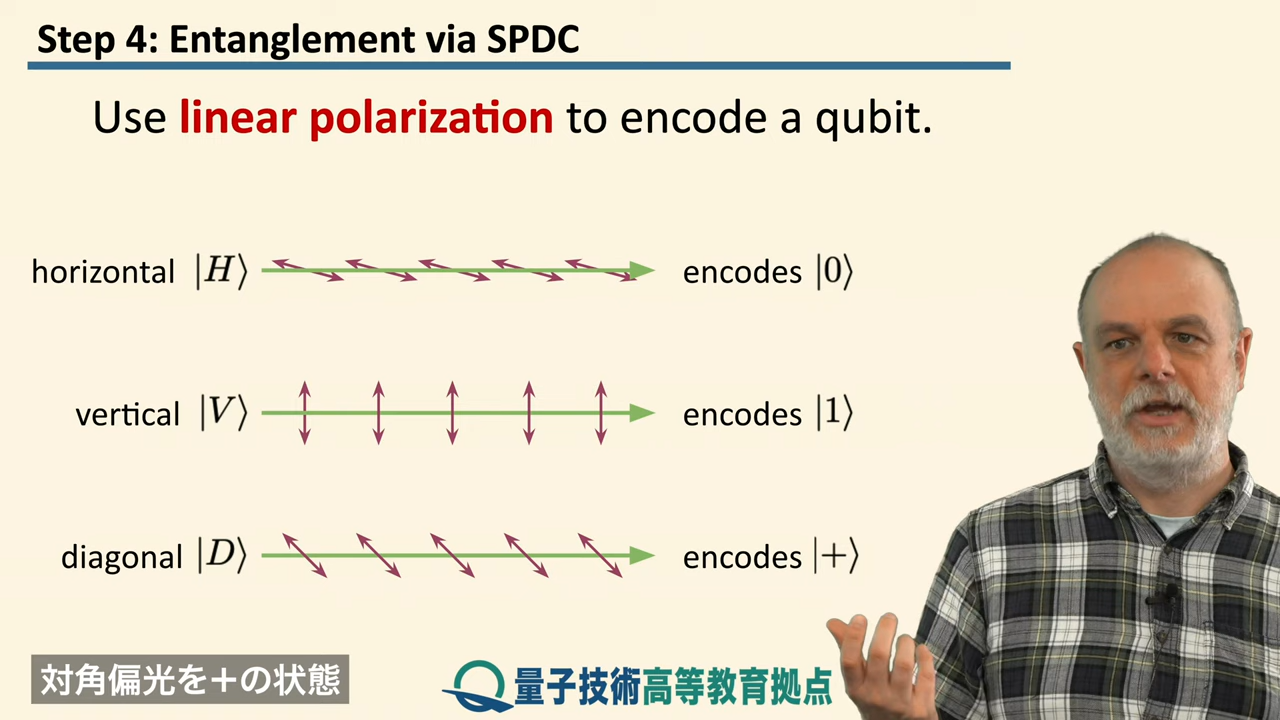 Step 4: Entanglement via SPDC
Use linear polarization to encode a qubit.
horizontal |H⟩ encodes |0⟩
vertical |V⟩ encodes |1⟩
diagonal |D⟩ encodes |+⟩
対角偏光を+の状態
量子技術高等教育拠点